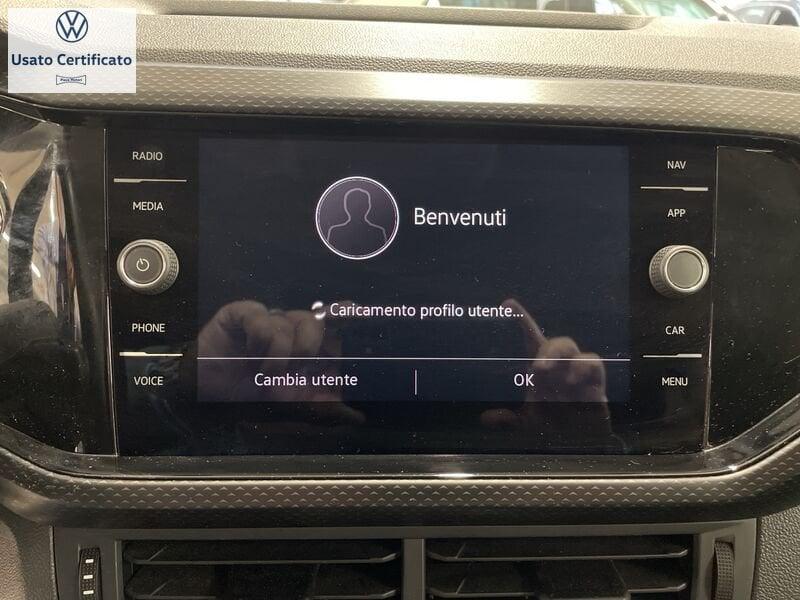 Usato Certificato
RADIO
MEDIA
PHONE
VOICE
Benvenuti
Caricamento profilo utente...
Cambia utente
OK
NAV
APP
CAR
MENU